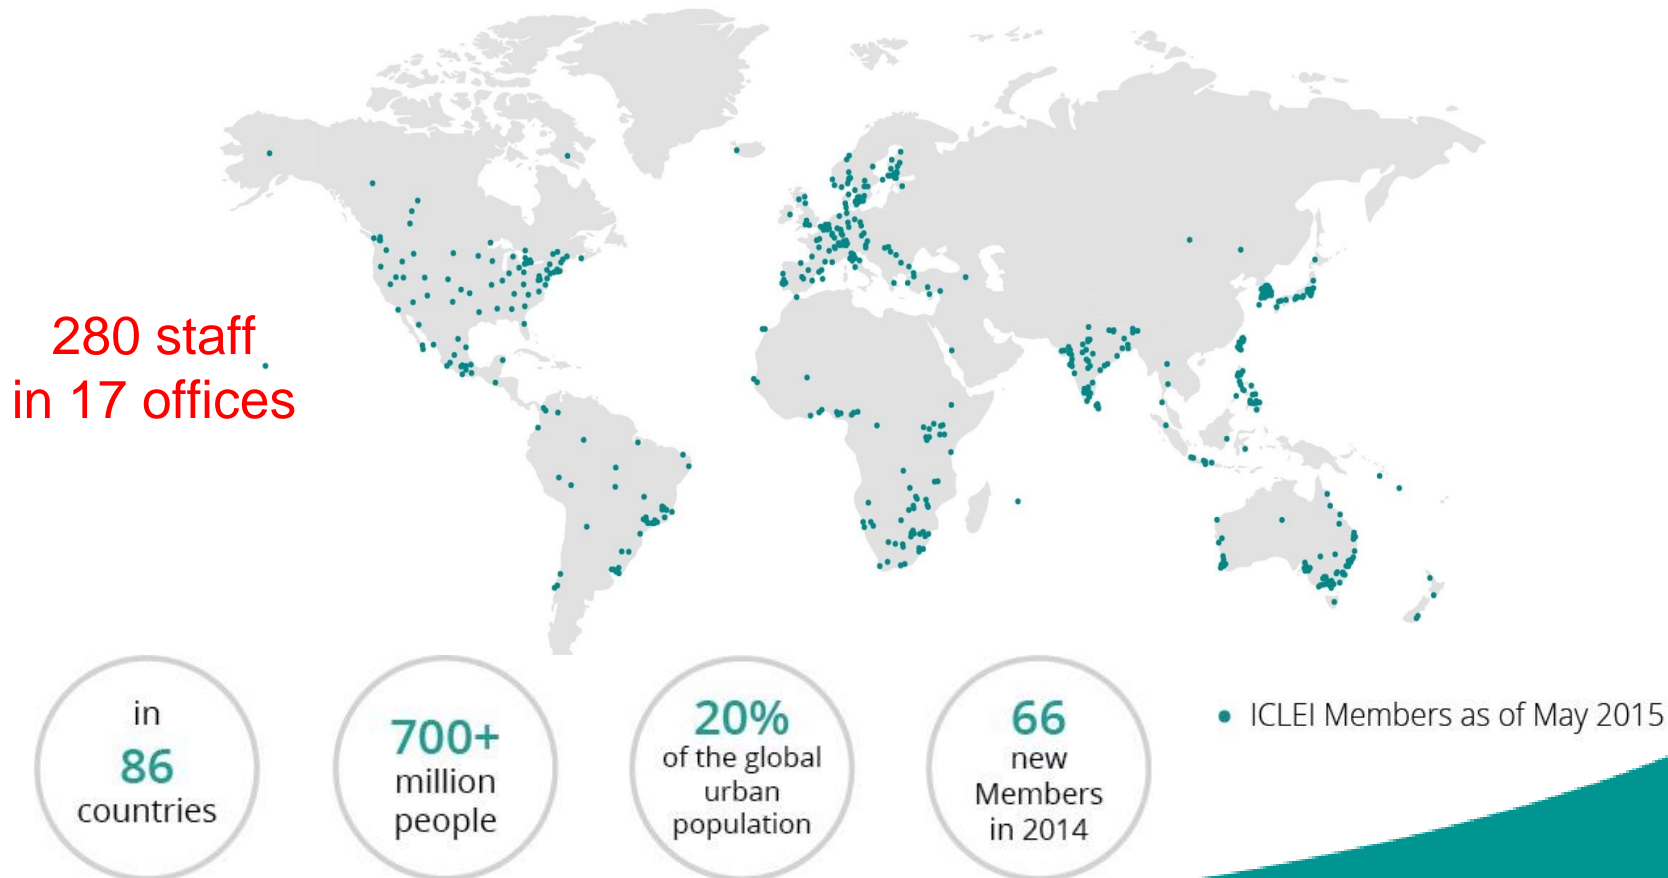 280 staff
in 17 offices
in
86
countries
700+
million
people
20%
of the global
urban
population
66
new
Members
in 2014
ICLEI Members as of May 2015